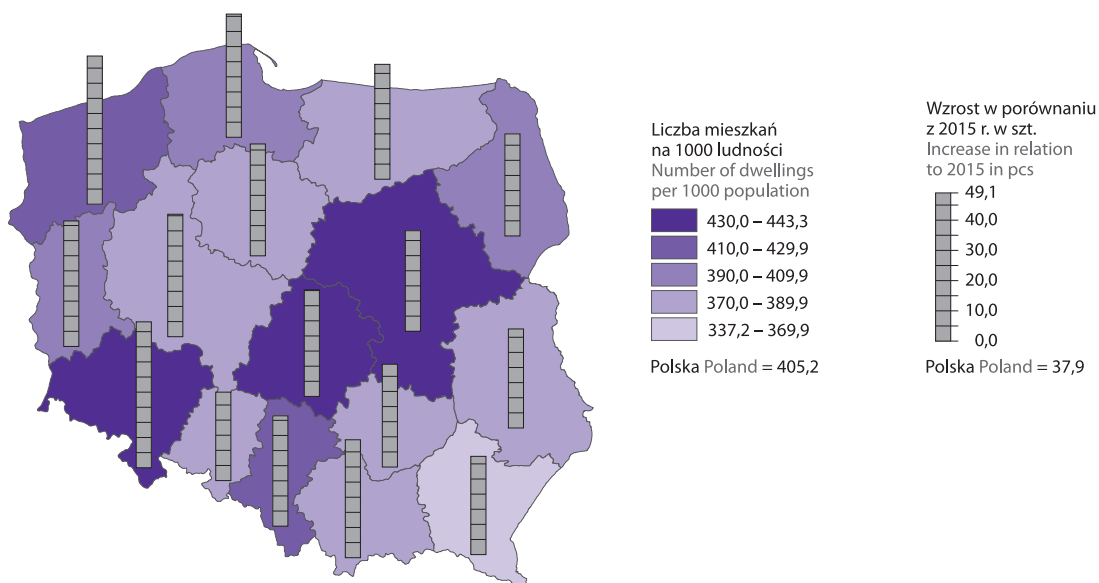 Liczba mieszkań
na 1000 ludności
Number of dwellings
per 1000 population
430,0 – 443,3
410,0 – 429,9
390,0 – 409,9
370,0 – 389,9
337,2 – 369,9
Polska Poland = 405,2
Wzrost w porównaniu
z 2015 r. w szt.
Increase in relation
to 2015 in pcs
49,1
40,0
30,0
20,0
10,0
0,0
Polska Poland = 37,9